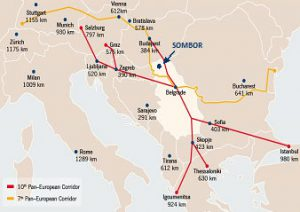 Stuttgart
1155 km
Munich
930 km
Vienna
612km
Bratislava
578 km
Zürich
1175 km
Salzburg
797 km
Budapest
384 km
SOMBOR
Graz
575 km
Ljubljana
520 km
Zagreb
390 km
Milan
1009 km
Belgrade
Bucharest
641 km
Sarajevo
291 km
Sofia
403 km
Rome
1289 km
Skopje
423 km
Istanbul
980 km
Tirana
612 km
Thessaloniki
630 km
Igoumenitsa
924 km
10th Pan-European Corridor
7th Pan-European Corridor